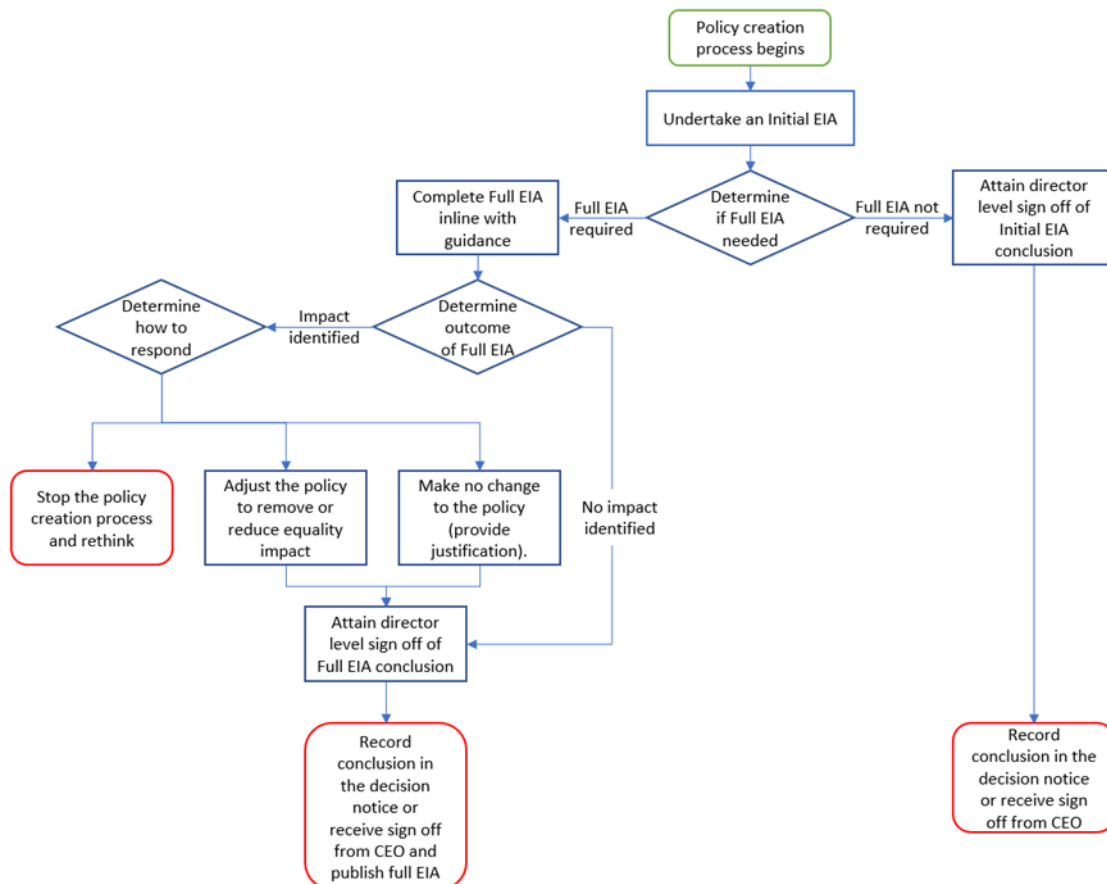 Policy creation
process begins
Undertake an Initial EIA
Determine
if Full EIA
needed
Full EIA
required
Full EIA not
required
Complete Full EIA
inline with
guidance
Attain director
level sign off of
Initial EIA
conclusion
Determine
outcome
of Full EIA
Impact
identified
Determine
how to
respond
No impact
identified
Stop the policy
creation process
and rethink
Adjust the policy
to remove or
reduce equality
impact
Make no change
to the policy
(provide
justification).
Attain director
level sign off of
Full EIA conclusion
Record
conclusion in
the decision
notice or
receive sign off
from CEO and
publish full EIA
Record
conclusion in the
decision notice
or receive sign
off from CEO